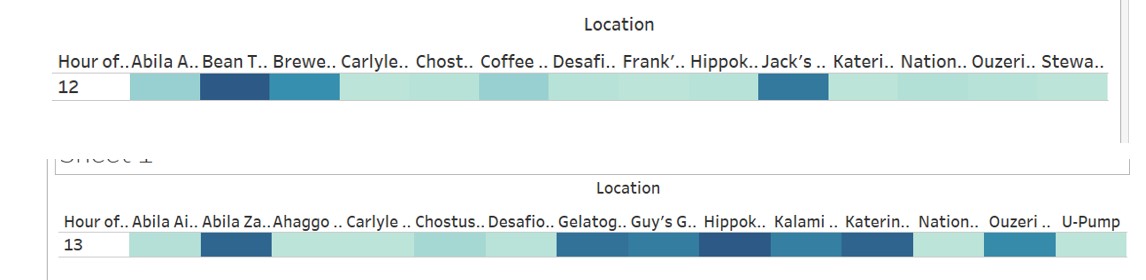 Location
Hour of.. Abila A.. Bean T.. Brewe.. Carlyle.. Chost.. Coffee .. Desafi.. Frank’.. Hippok.. Jack’s .. Kateri.. Nation.. Ouzeri.. Stewa..
12
Sheet 1
Location
Hour of.. Abila Ai.. Abila Za.. Ahaggo .. Carlyle .. Chostus.. Desafio.. Gelatog.. Guy’s G.. Hippok.. Kalami .. Katerin.. Nation.. Ouzeri .. U-Pump
13